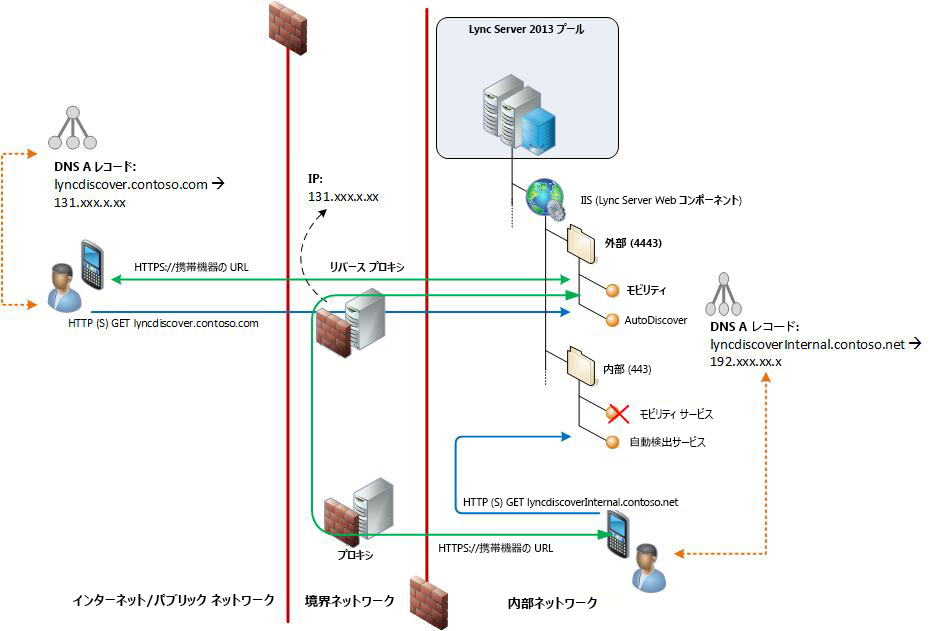 Lync Server 2013 プール
DNS A レコード:
lyncdiscover.contoso.com →
131.xxx.x.xx
IP:
131.xxx.x.xx
IIS (Lync Server Web コンポーネント)
外部 (4443)
HTTPS://携帯機器の URL
リバース プロキシ
モビリティ
HTTP (S) GET lyncdiscover.contoso.com
AutoDiscover
DNS A レコード:
lyncdiscoverInternal.contoso.net →
192.xxx.xx.x
内部 (443)
モビリティ サービス
自動検出サービス
HTTP (S) GET lyncdiscoverInternal.contoso.net
プロキシ
HTTPS://携帯機器の URL
インターネット/パブリック ネットワーク
境界ネットワーク
内部ネットワーク